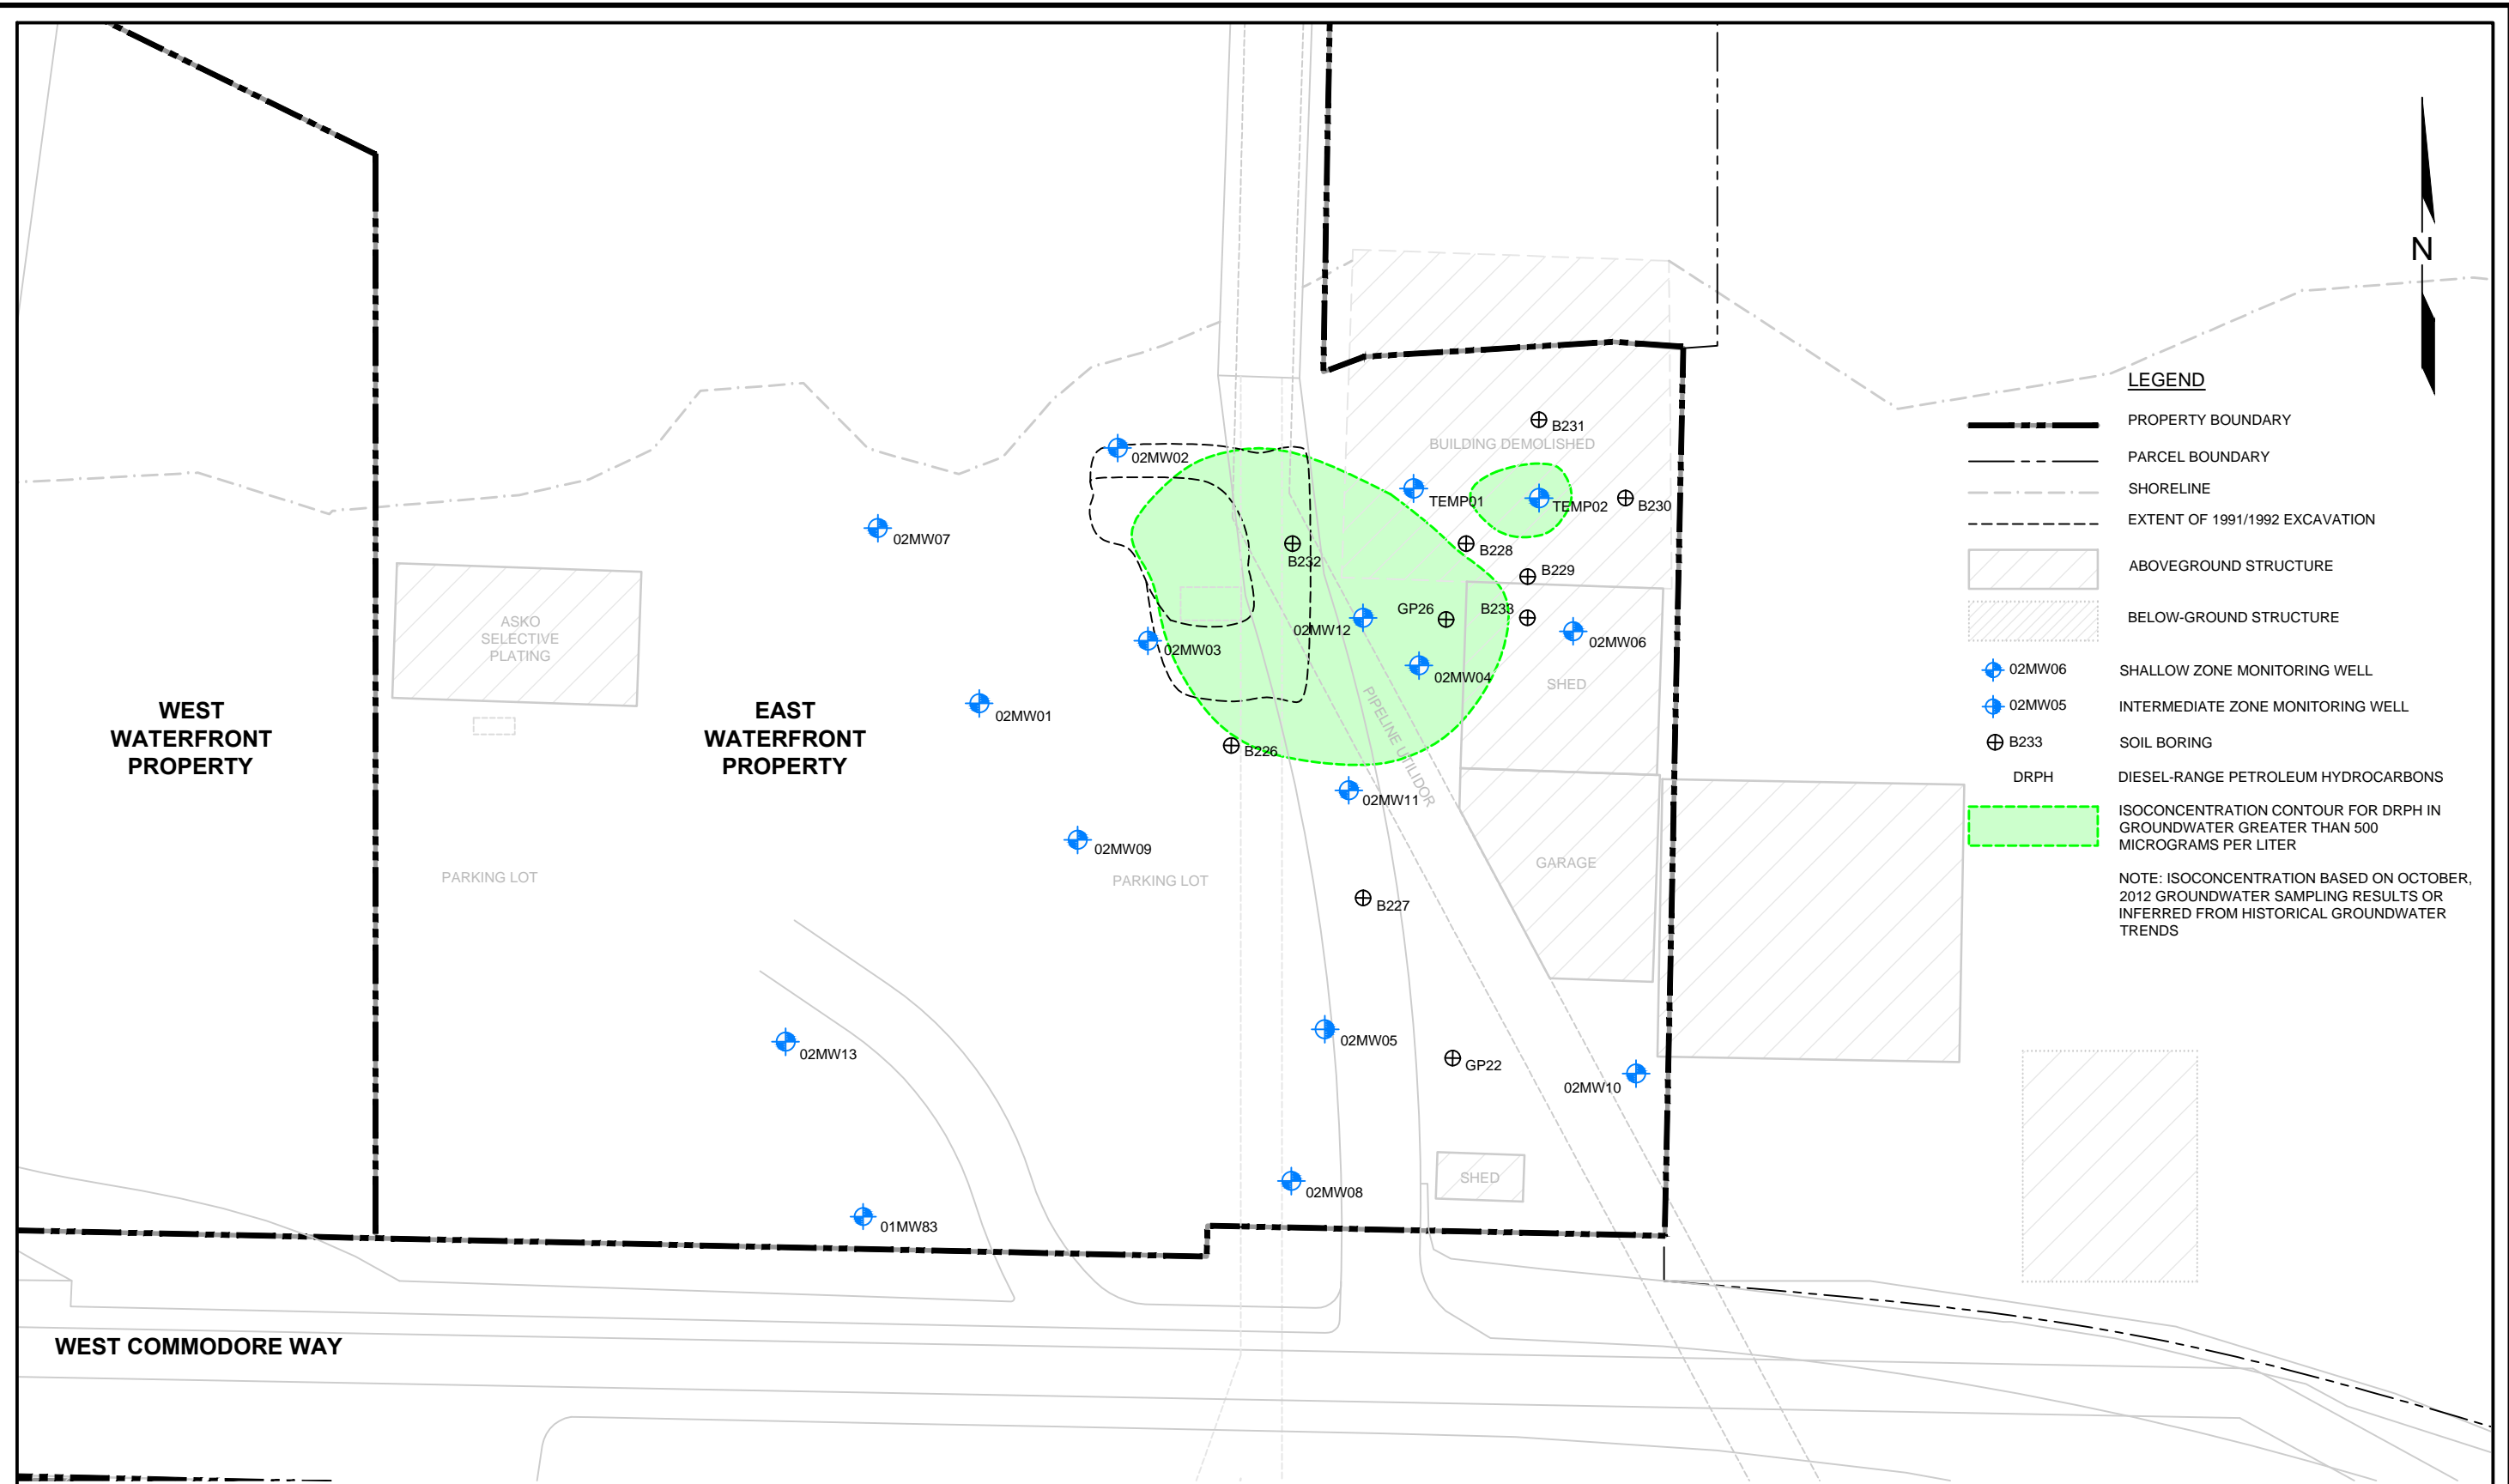 N
LEGEND
PROPERTY BOUNDARY
PARCEL BOUNDARY
SHORELINE
EXTENT OF 1991/1992 EXCAVATION
ABOVEGROUND STRUCTURE
BELOW-GROUND STRUCTURE
02MW06 SHALLOW ZONE MONITORING WELL
02MW05 INTERMEDIATE ZONE MONITORING WELL
B233 SOIL BORING
DRPH DIESEL-RANGE PETROLEUM HYDROCARBONS
ISOCONCENTRATION CONTOUR FOR DRPH IN
GROUNDWATER GREATER THAN 500
MICROGRAMS PER LITER
NOTE: ISOCONCENTRATION BASED ON OCTOBER,
2012 GROUNDWATER SAMPLING RESULTS OR
INFERRED FROM HISTORICAL GROUNDWATER
TRENDS
B231
BUILDING DEMOLISHED
02MW02
TEMP01
TEMP02
B230
02MW07
B228
B232
B229
GP26
B233
02MW12
02MW06
ASKO
SELECTIVE
PLATING
02MW03
02MW04
SHED
PIPELINE UTILIDOR
WEST
WATERFRONT
PROPERTY
EAST
WATERFRONT
PROPERTY
02MW01
B226
02MW11
02MW09
GARAGE
PARKING LOT
PARKING LOT
B227
02MW05
02MW13
GP22
02MW10
SHED
02MW08
01MW83
WEST COMMODORE WAY